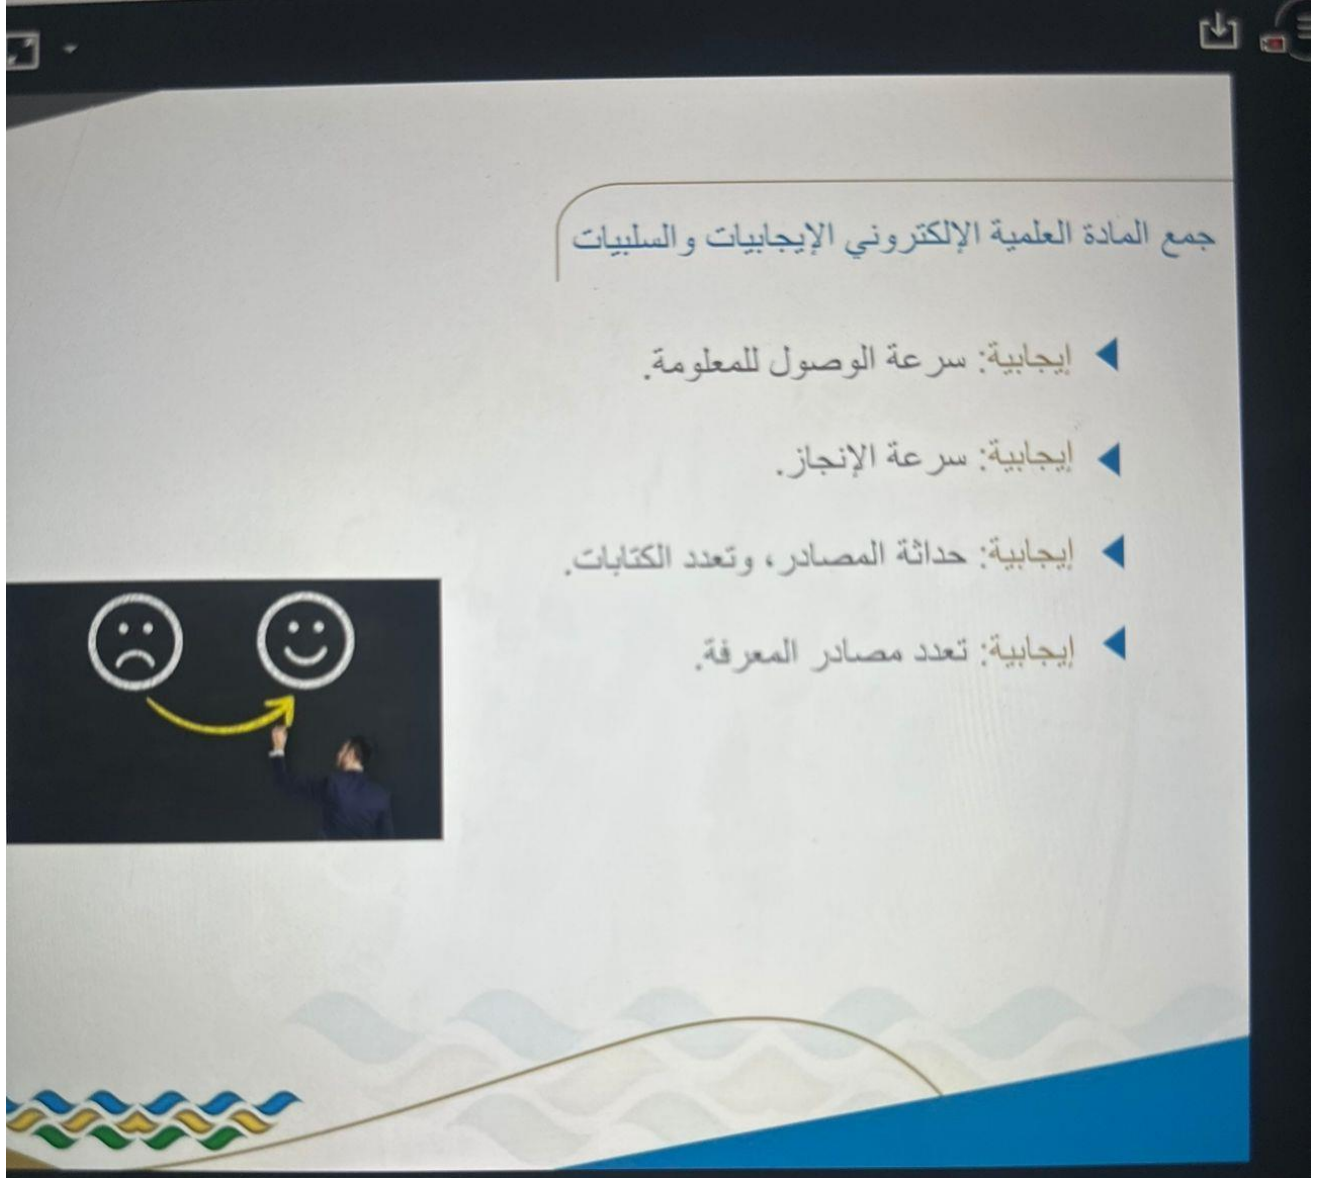 جمع المادة العلمية الإلكتروني الإيجابيات والسلبيات
إيجابية: سرعة الوصول للمعلومة.
إيجابية: سرعة الإنجاز.
إيجابية: حداثة المصادر، وتعدد الكتابات.
إيجابية: تعدد مصادر المعرفة.